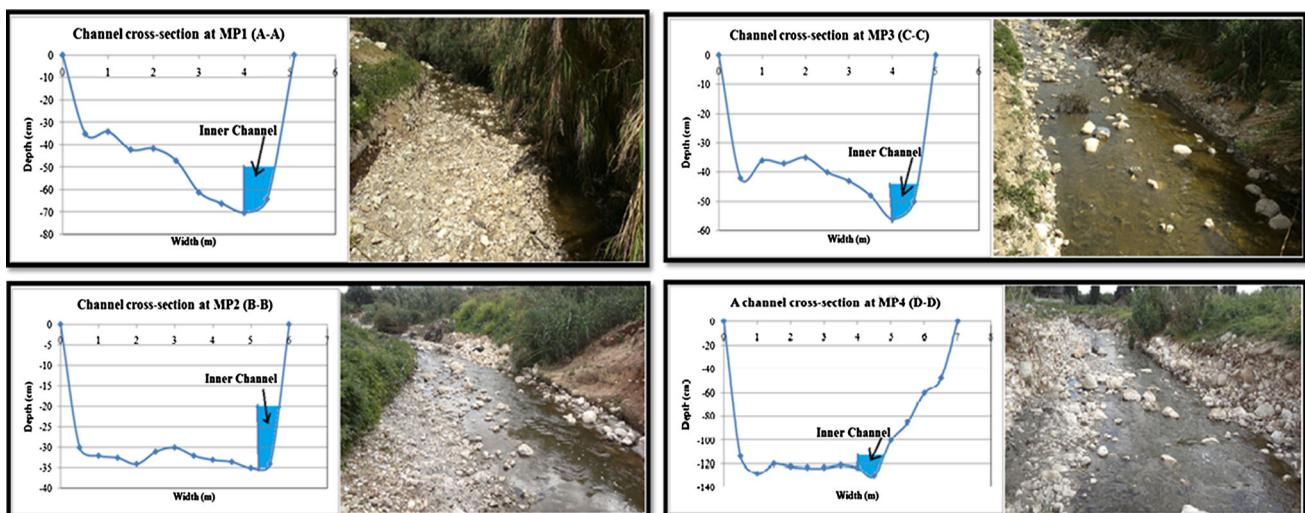 Channel cross-section at MP1 (A-A)
0
0 1 2 3 4 5 6
-10
-20
-30
Inner Channel
-40
-50
-60
-70
-80
Depth (cm)
Width (m)
Channel cross-section at MP3 (C-C)
0
0 1 2 3 4 5 6
-10
-20
-30
Inner Channel
-40
-50
-60
Depth (cm)
Width (m)
Channel cross-section at MP2 (B-B)
0
0 1 2 3 4 5 6 7
-5
-10
Inner Channel
-15
-20
-25
-30
-35
-40
Depth (cm)
Width (m)
A channel cross-section at MP4 (D-D)
0
0 1 2 3 4 5 6 7 8
-20
-40
-60
-80
Inner Channel
-100
-120
-140
Depth (cm)
Width (m)